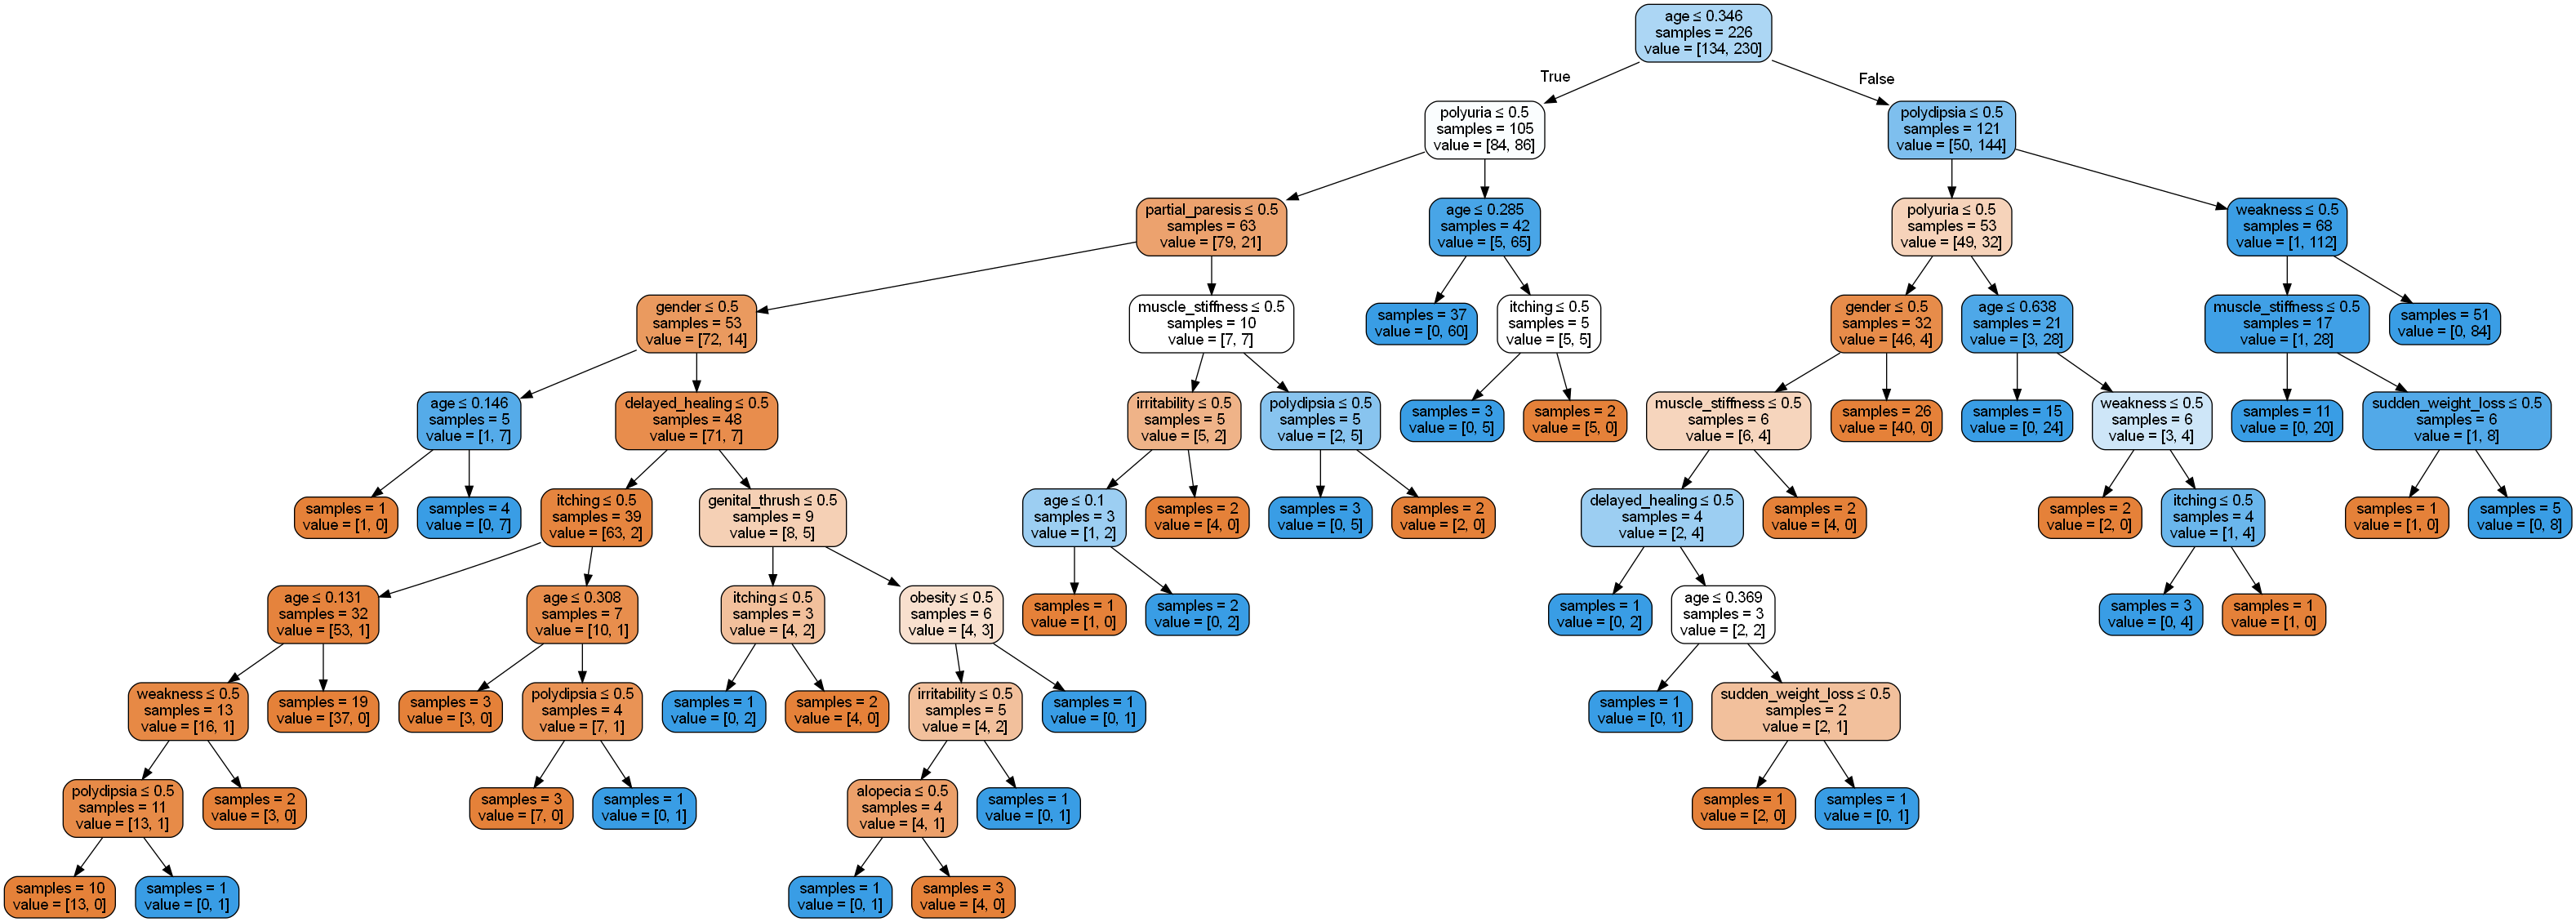 age ≤ 0.346
samples = 226
value = [134, 230]
True
False
polyuria ≤ 0.5
samples = 105
value = [84, 86]
polydipsia ≤ 0.5
samples = 121
value = [50, 144]
partial_paresis ≤ 0.5
samples = 63
value = [79, 21]
age ≤ 0.285
samples = 42
value = [5, 65]
polyuria ≤ 0.5
samples = 53
value = [49, 32]
weakness ≤ 0.5
samples = 68
value = [1, 112]
gender ≤ 0.5
samples = 53
value = [72, 14]
muscle_stiffness ≤ 0.5
samples = 10
value = [7, 7]
samples = 37
value = [0, 60]
itching ≤ 0.5
samples = 5
value = [5, 5]
gender ≤ 0.5
samples = 32
value = [46, 4]
age ≤ 0.638
samples = 21
value = [3, 28]
muscle_stiffness ≤ 0.5
samples = 17
value = [1, 28]
samples = 51
value = [0, 84]
age ≤ 0.146
samples = 5
value = [1, 7]
delayed_healing ≤ 0.5
samples = 48
value = [71, 7]
irritability ≤ 0.5
samples = 5
value = [5, 2]
polydipsia ≤ 0.5
samples = 5
value = [2, 5]
samples = 3
value = [0, 5]
samples = 2
value = [5, 0]
muscle_stiffness ≤ 0.5
samples = 6
value = [6, 4]
samples = 26
value = [40, 0]
samples = 15
value = [0, 24]
weakness ≤ 0.5
samples = 6
value = [3, 4]
samples = 11
value = [0, 20]
sudden_weight_loss ≤ 0.5
samples = 6
value = [1, 8]
samples = 1
value = [1, 0]
samples = 4
value = [0, 7]
itching ≤ 0.5
samples = 39
value = [63, 2]
genital_thrush ≤ 0.5
samples = 9
value = [8, 5]
age ≤ 0.1
samples = 3
value = [1, 2]
samples = 2
value = [4, 0]
samples = 3
value = [0, 5]
samples = 2
value = [2, 0]
delayed_healing ≤ 0.5
samples = 4
value = [2, 4]
samples = 2
value = [4, 0]
samples = 2
value = [2, 0]
itching ≤ 0.5
samples = 4
value = [1, 4]
samples = 1
value = [1, 0]
samples = 5
value = [0, 8]
age ≤ 0.131
samples = 32
value = [53, 1]
age ≤ 0.308
samples = 7
value = [10, 1]
itching ≤ 0.5
samples = 3
value = [4, 2]
obesity ≤ 0.5
samples = 6
value = [4, 3]
samples = 1
value = [1, 0]
samples = 2
value = [0, 2]
samples = 1
value = [0, 2]
age ≤ 0.369
samples = 3
value = [2, 2]
samples = 3
value = [0, 4]
samples = 1
value = [1, 0]
weakness ≤ 0.5
samples = 13
value = [16, 1]
samples = 19
value = [37, 0]
samples = 3
value = [3, 0]
polydipsia ≤ 0.5
samples = 4
value = [7, 1]
samples = 1
value = [0, 2]
samples = 2
value = [4, 0]
irritability ≤ 0.5
samples = 5
value = [4, 2]
samples = 1
value = [0, 1]
samples = 1
value = [0, 1]
sudden_weight_loss ≤ 0.5
samples = 2
value = [2, 1]
polydipsia ≤ 0.5
samples = 11
value = [13, 1]
samples = 2
value = [3, 0]
samples = 3
value = [7, 0]
samples = 1
value = [0, 1]
alopecia ≤ 0.5
samples = 4
value = [4, 1]
samples = 1
value = [0, 1]
samples = 1
value = [2, 0]
samples = 1
value = [0, 1]
samples = 10
value = [13, 0]
samples = 1
value = [0, 1]
samples = 1
value = [0, 1]
samples = 3
value = [4, 0]